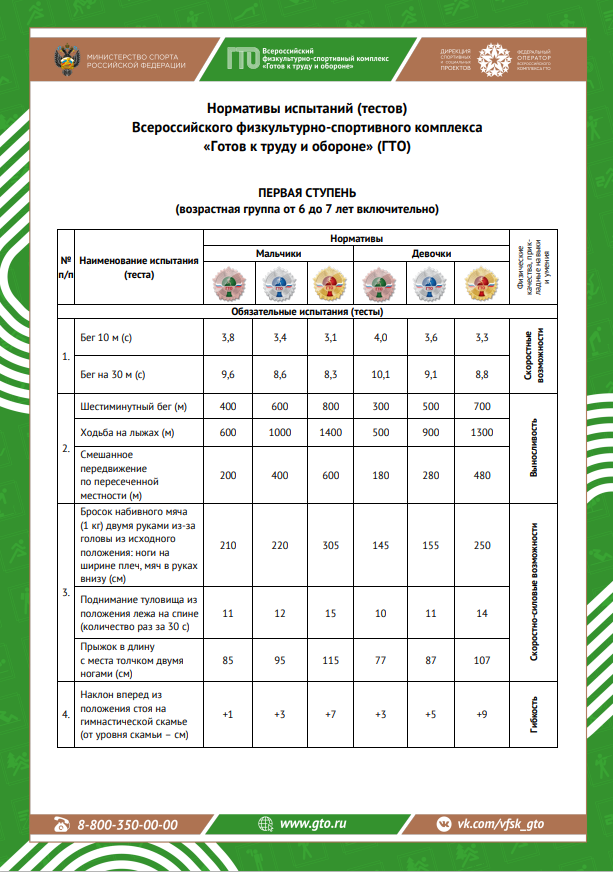 МИНИСТЕРСТВО СПОРТА
РОССИЙСКОЙ ФЕДЕРАЦИИ
ГТО
Всероссийский
физкультурно-спортивный комплекс
«Готов к труду и обороне»
ДИРЕКЦИЯ
СПОРТИВНЫХ
И СОЦИАЛЬНЫХ
ПРОЕКТОВ
ФЕДЕРАЛЬНЫЙ
ОПЕРАТОР
ВСЕРОССИЙСКОГО
КОМПЛЕКСА ГТО
Нормативы испытаний (тестов)
Всероссийского физкультурно-спортивного комплекса
«Готов к труду и обороне» (ГТО)
ПЕРВАЯ СТУПЕНЬ
(возрастная группа от 6 до 7 лет включительно)
№ п/п
Наименование испытания
(теста)
Нормативы
Мальчики Девочки
ГТО ГТО ГТО ГТО ГТО ГТО
Физические
качества, прик-
ладные навыки
и умения
Обязательные испытания (тесты)
1.
Бег 10 м (с) 3,8 3,4 3,1 4,0 3,6 3,3
Бег на 30 м (с) 9,6 8,6 8,3 10,1 9,1 8,8
Скоростные
возможности
2.
Шестиминутный бег (м) 400 600 800 300 500 700
Ходьба на лыжах (м) 600 1000 1400 500 900 1300
Смешанное
передвижение
по пересеченной
местности (м) 200 400 600 180 280 480
Выносливость
3.
Бросок набивного мяча
(1 кг) двумя руками из-за
головы из исходного
положения: ноги на
ширине плеч, мяч в руках
внизу (см) 210 220 305 145 155 250
Поднимание туловища из
положения лежа на спине
(количество раз за 30 с) 11 12 15 10 11 14
Прыжок в длину
с места толчком двумя
ногами (см) 85 95 115 77 87 107
Скоростно-силовые возможности
4.
Наклон вперед из
положения стоя на
гимнастической скамье
(от уровня скамьи – см) +1 +3 +7 +3 +5 +9
Гибкость
8-800-350-00-00
www.gto.ru
vk.com/vfsk_gto